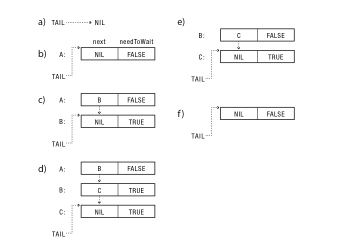 a) TAIL NIL
next needToWait
b) A: NIL FALSE
TAIL
c) A: B FALSE
B: NIL TRUE
TAIL
d) A: B FALSE
B: C TRUE
C: NIL TRUE
TAIL
e)
B: C FALSE
C: NIL TRUE
TAIL
f) NIL FALSE
TAIL